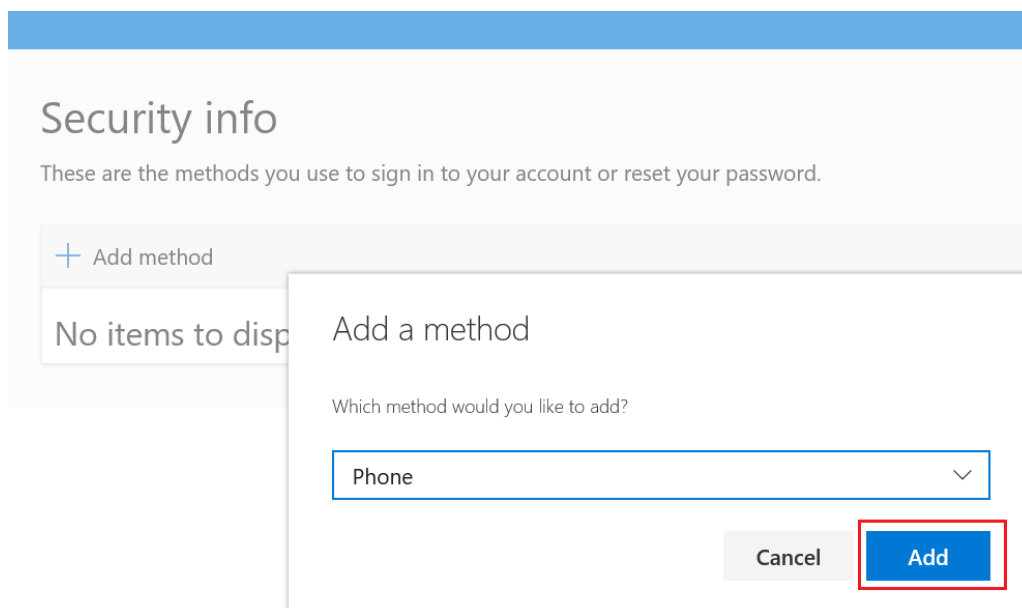 Security info
These are the methods you use to sign in to your account or reset your password.
Add method
No items to disp
Add a method
Which method would you like to add?
Phone
Cancel
Add